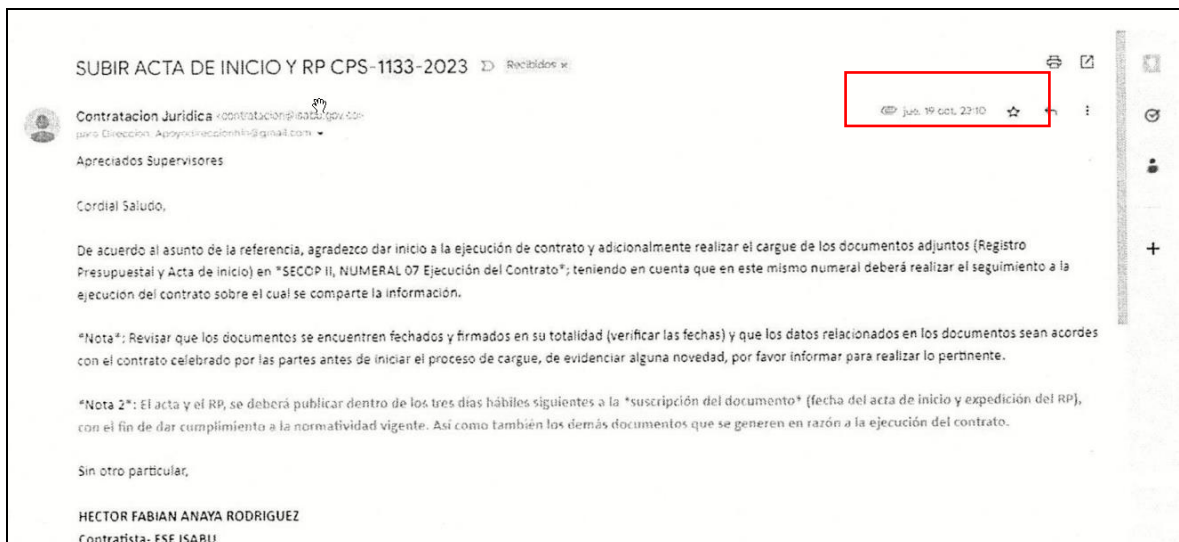 SUBIR ACTA DE INICIO Y RP CPS-1133-2023 Recibidos x
Contratacion Juridica <contratacion@isabu.gov.co>
jue, 19 oct, 23:10
para Direccion,
Apreciados Supervisores
Cordial Saludo,
De acuerdo al asunto de la referencia, agradezco dar inicio a la ejecución de contrato y adicionalmente realizar el cargue de los documentos adjuntos (Registro
Presupuestal y Acta de inicio) en *SECOP II, NUMERAL 07 Ejecución del Contrato*; teniendo en cuenta que en este mismo numeral deberá realizar el seguimiento a la
ejecución del contrato sobre el cual se comparte la información.
*Nota*: Revisar que los documentos se encuentren fechados y firmados en su totalidad (verificar las fechas) y que los datos relacionados en los documentos sean acordes
con el contrato celebrado por las partes antes de iniciar el proceso de cargue, de evidenciar alguna novedad, por favor informar para realizar lo pertinente.
*Nota 2*: El acta y el RP, se deberá publicar dentro de los tres días hábiles siguientes a la *suscripción del documento* (fecha del acta de inicio y expedición del RP),
con el fin de dar cumplimiento a la normatividad vigente. Así como también los demás documentos que se generen en razón a la ejecución del contrato.
Sin otro particular,
HECTOR FABIAN ANAYA RODRIGUEZ
Contratista- ESE ISABU